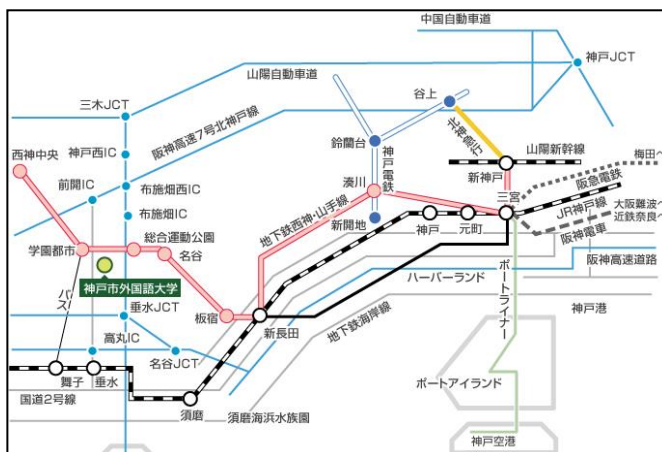 中国自動車道
神戸JCT
山陽自動車道
谷上
三木JCT
阪神高速7号北神戸線
北神急行
鈴蘭台
神戸電鉄
山陽新幹線
梅田へ
神戸西IC
西神中央
前開IC
布施畑西IC
湊川
新神戸
阪急電鉄
三宮
布施畑IC
地下鉄西神・山手線
新開地
神戸
元町
JR神戸線
大阪難波へ
近鉄奈良へ
阪神電車
学園都市
総合運動公園
名谷
神戸市外国語大学
ハーバーランド
阪神高速道路
ポートライナー
バス
垂水JCT
板宿
新長田
地下鉄海岸線
神戸港
高丸IC
名谷JCT
舞子
垂水
国道2号線
須磨
須磨海浜水族園
ポートアイランド
神戸空港